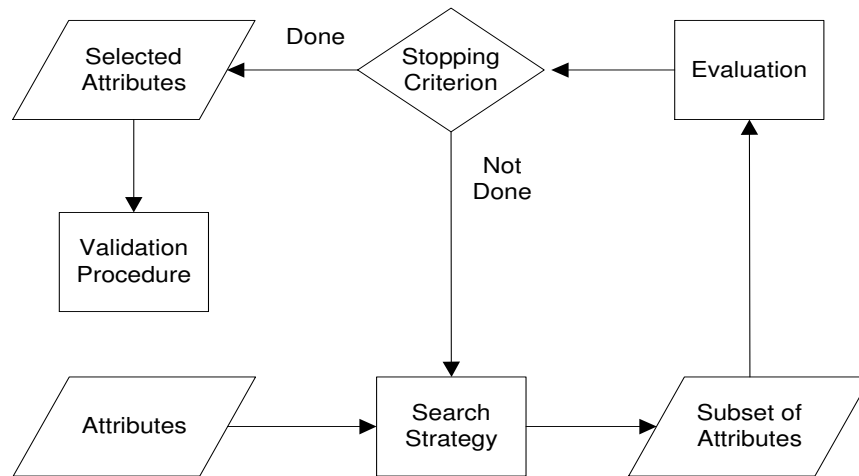 Done
Selected
Attributes
Stopping
Criterion
Evaluation
Not
Done
Validation
Procedure
Attributes
Search
Strategy
Subset of
Attributes